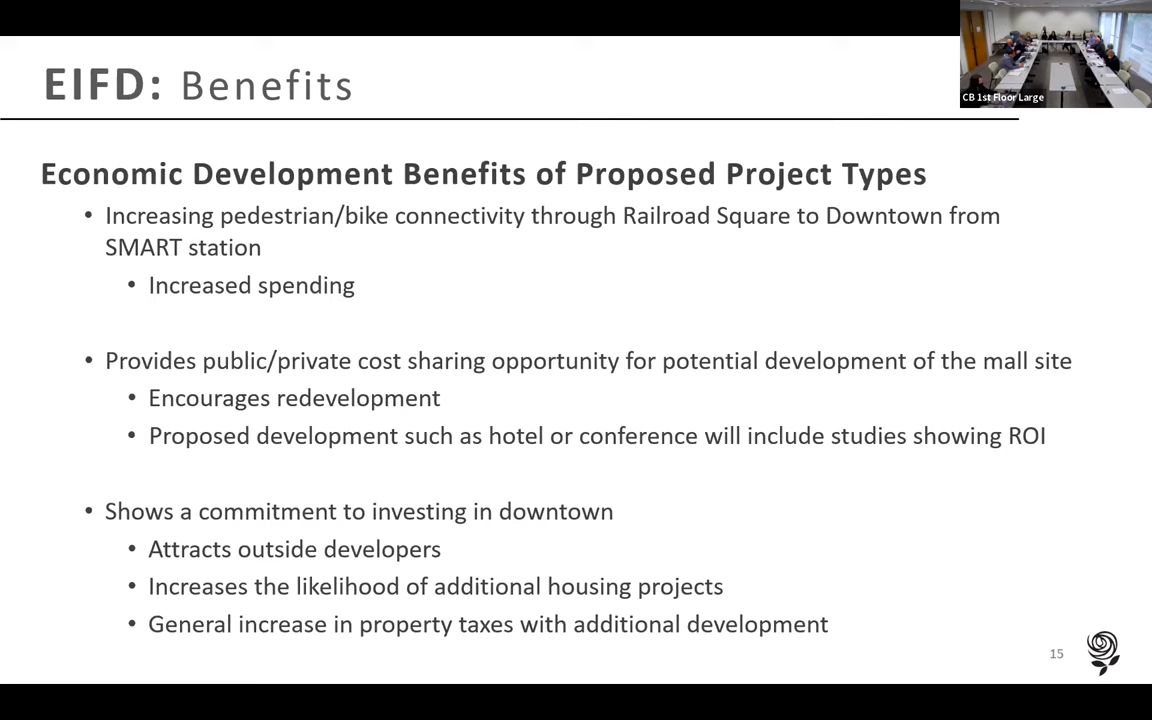 EIFD: Benefits
CB 1st Floor Large
Economic Development Benefits of Proposed Project Types
• Increasing pedestrian/bike connectivity through Railroad Square to Downtown from
SMART station
• Increased spending
• Provides public/private cost sharing opportunity for potential development of the mall site
• Encourages redevelopment
• Proposed development such as hotel or conference will include studies showing ROI
• Shows a commitment to investing in downtown
• Attracts outside developers
• Increases the likelihood of additional housing projects
• General increase in property taxes with additional development
15